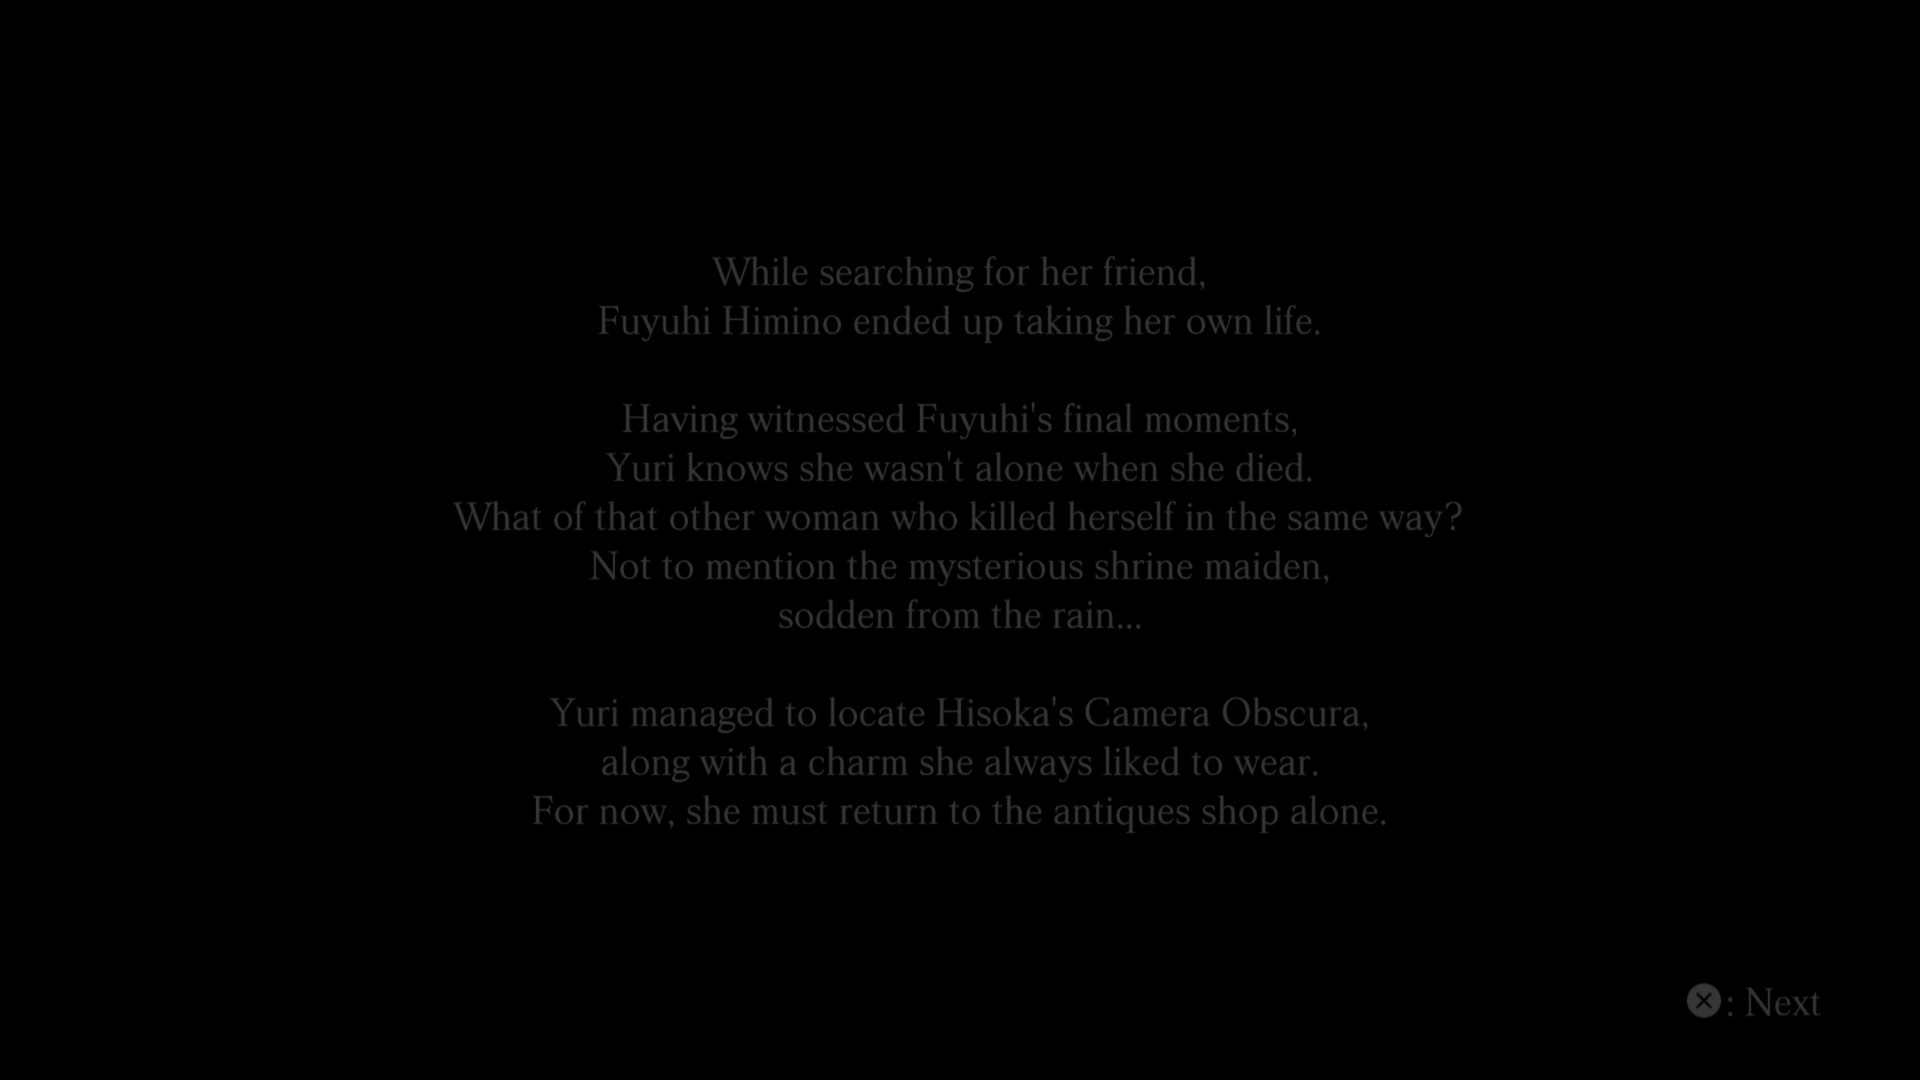 While searching for her friend,
Fuyuhi Himino ended up taking her own life.
Having witnessed Fuyuhi's final moments,
Yuri knows she wasn't alone when she died.
What of that other woman who killed herself in the same way?
Not to mention the mysterious shrine maiden,
sodden from the rain...
Yuri managed to locate Hisoka's Camera Obscura,
along with a charm she always liked to wear.
For now, she must return to the antiques shop alone.
: Next